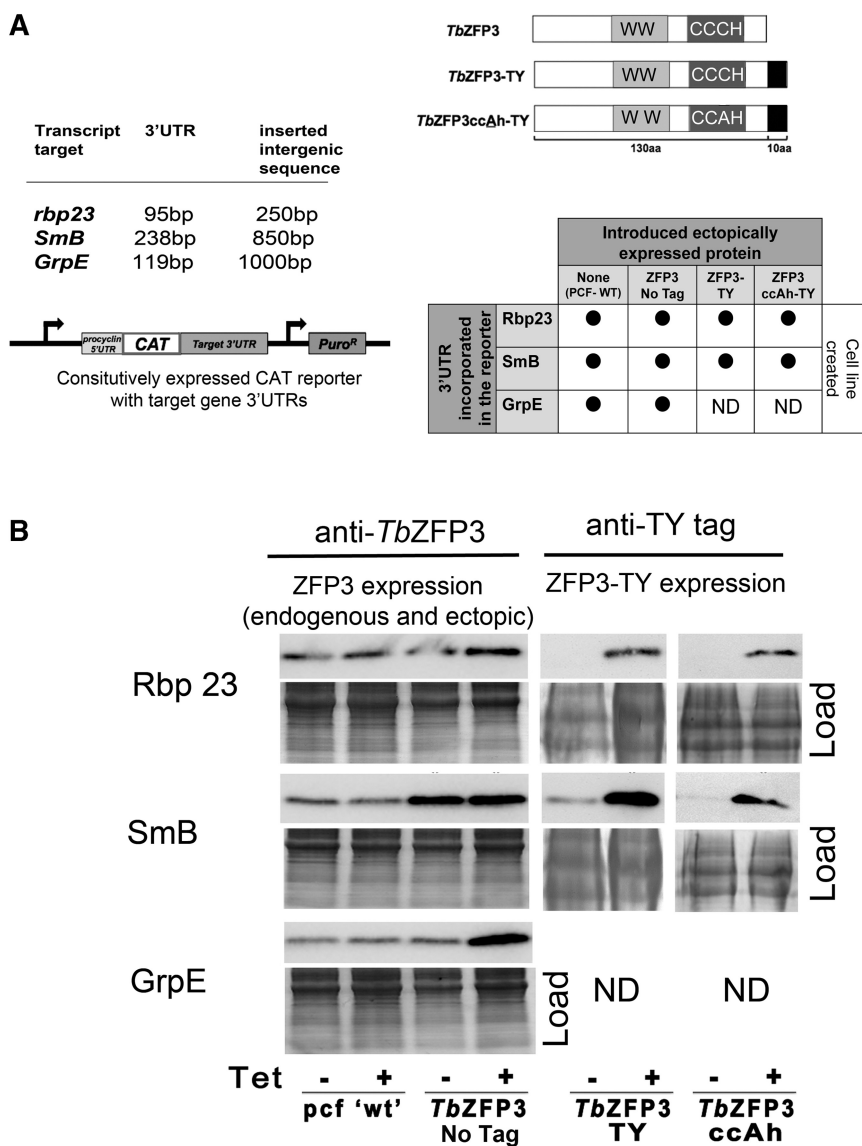 A
TbZFP3
WW
CCCH
TbZFP3-TY
WW
CCCH
TbZFP3ccAh-TY
W W
CCAH
130aa
10aa
Transcript target
3’UTR
inserted intergenic sequence
rbp23 95bp 250bp
SmB 238bp 850bp
GrpE 119bp 1000bp
procyclin 5'UTR
CAT
Target 3'UTR
PuroR
Consitutively expressed CAT reporter
with target gene 3’UTRs
Introduced ectopically
expressed protein
None (PCF- WT)
ZFP3 No Tag
ZFP3- TY
ZFP3 ccAh-TY
3’UTR incorporated in the reporter
Rbp23
SmB
GrpE ND ND
Cell line created
B
anti-TbZFP3
anti-TY tag
ZFP3 expression
(endogenous and ectopic)
ZFP3-TY expression
Rbp 23
Load
SmB
Load
GrpE
Load
ND
ND
Tet - + - + - + - +
pcf ‘wt’
TbZFP3 No Tag
TbZFP3 TY
TbZFP3 ccAh